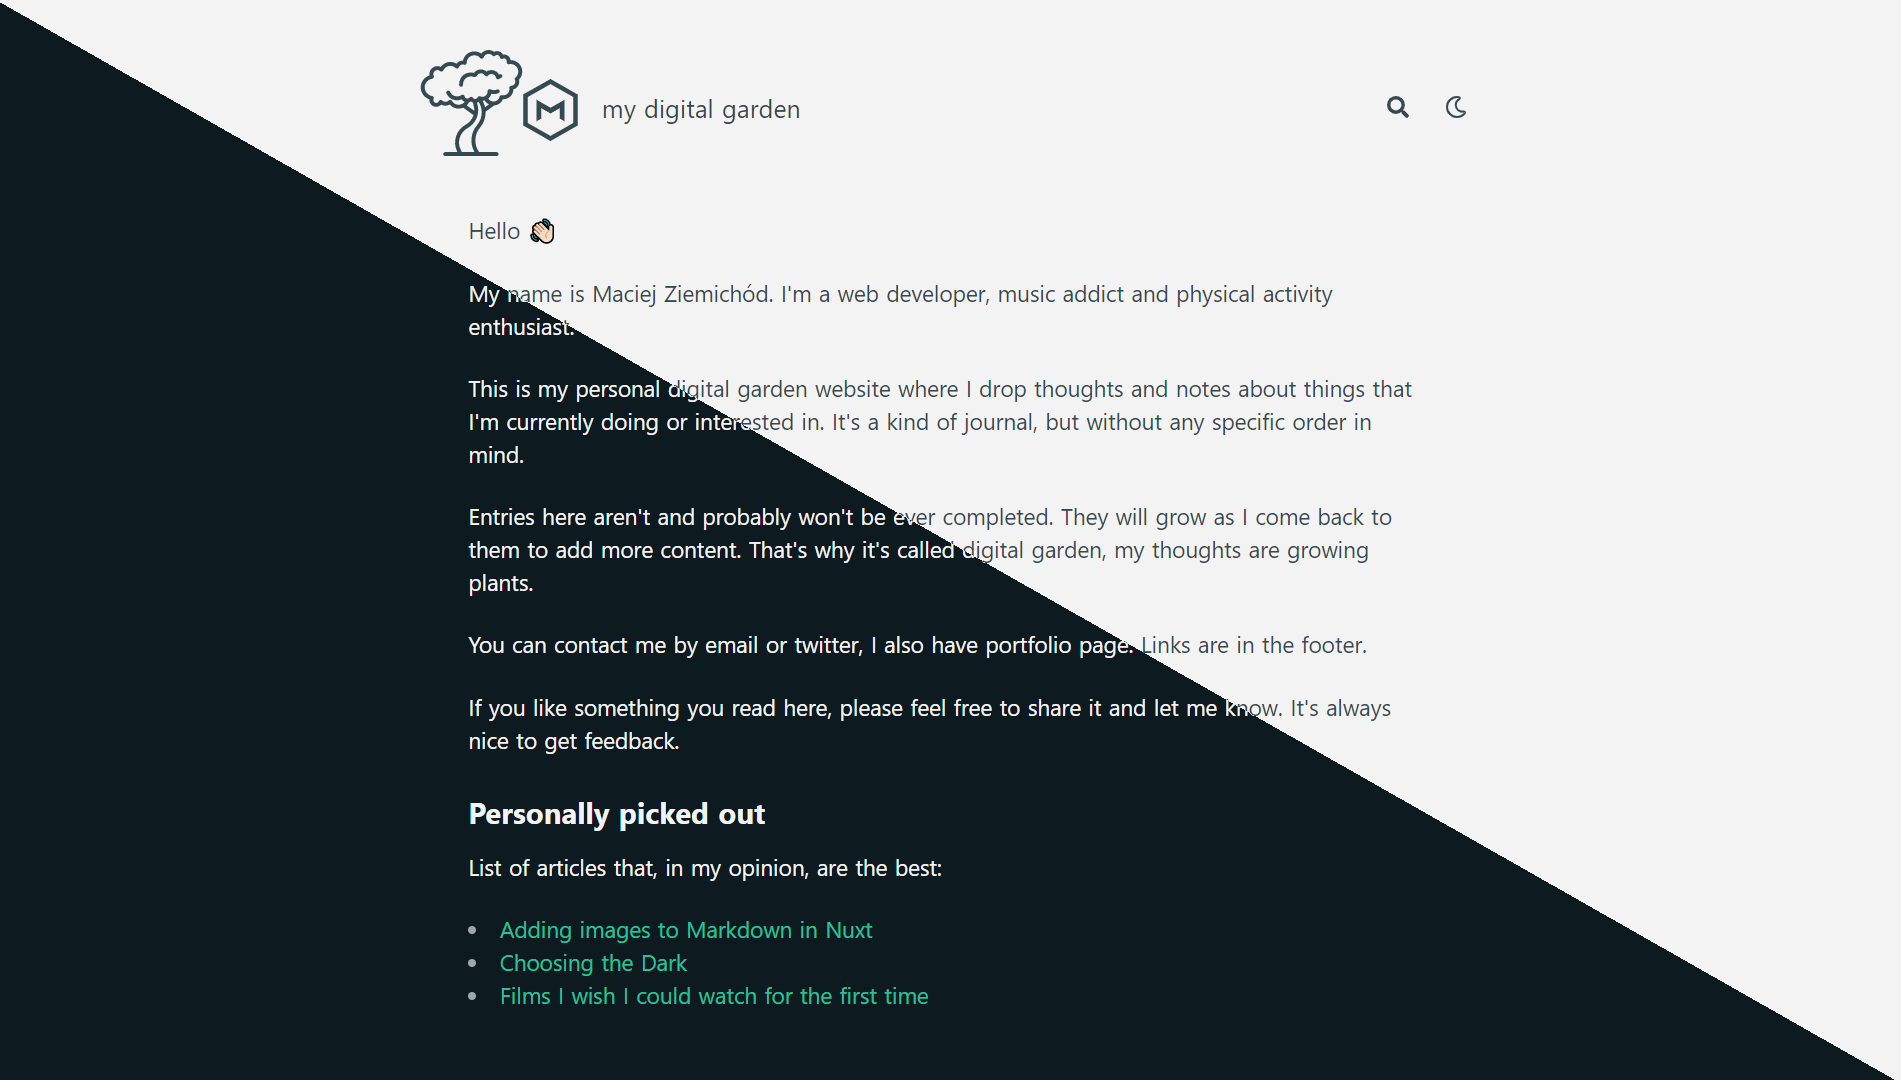 my digital garden
Hello 👋🏻
My name is Maciej Ziemichód. I'm a web developer, music addict and physical activity
enthusiast.
This is my personal digital garden website where I drop thoughts and notes about things that
I'm currently doing or interested in. It's a kind of journal, but without any specific order in
mind.
Entries here aren't and probably won't be ever completed. They will grow as I come back to
them to add more content. That's why it's called digital garden, my thoughts are growing
plants.
You can contact me by email or twitter, I also have portfolio page. Links are in the footer.
If you like something you read here, please feel free to share it and let me know. It's always
nice to get feedback.
Personally picked out
List of articles that, in my opinion, are the best:
• Adding images to Markdown in Nuxt
• Choosing the Dark
• Films I wish I could watch for the first time